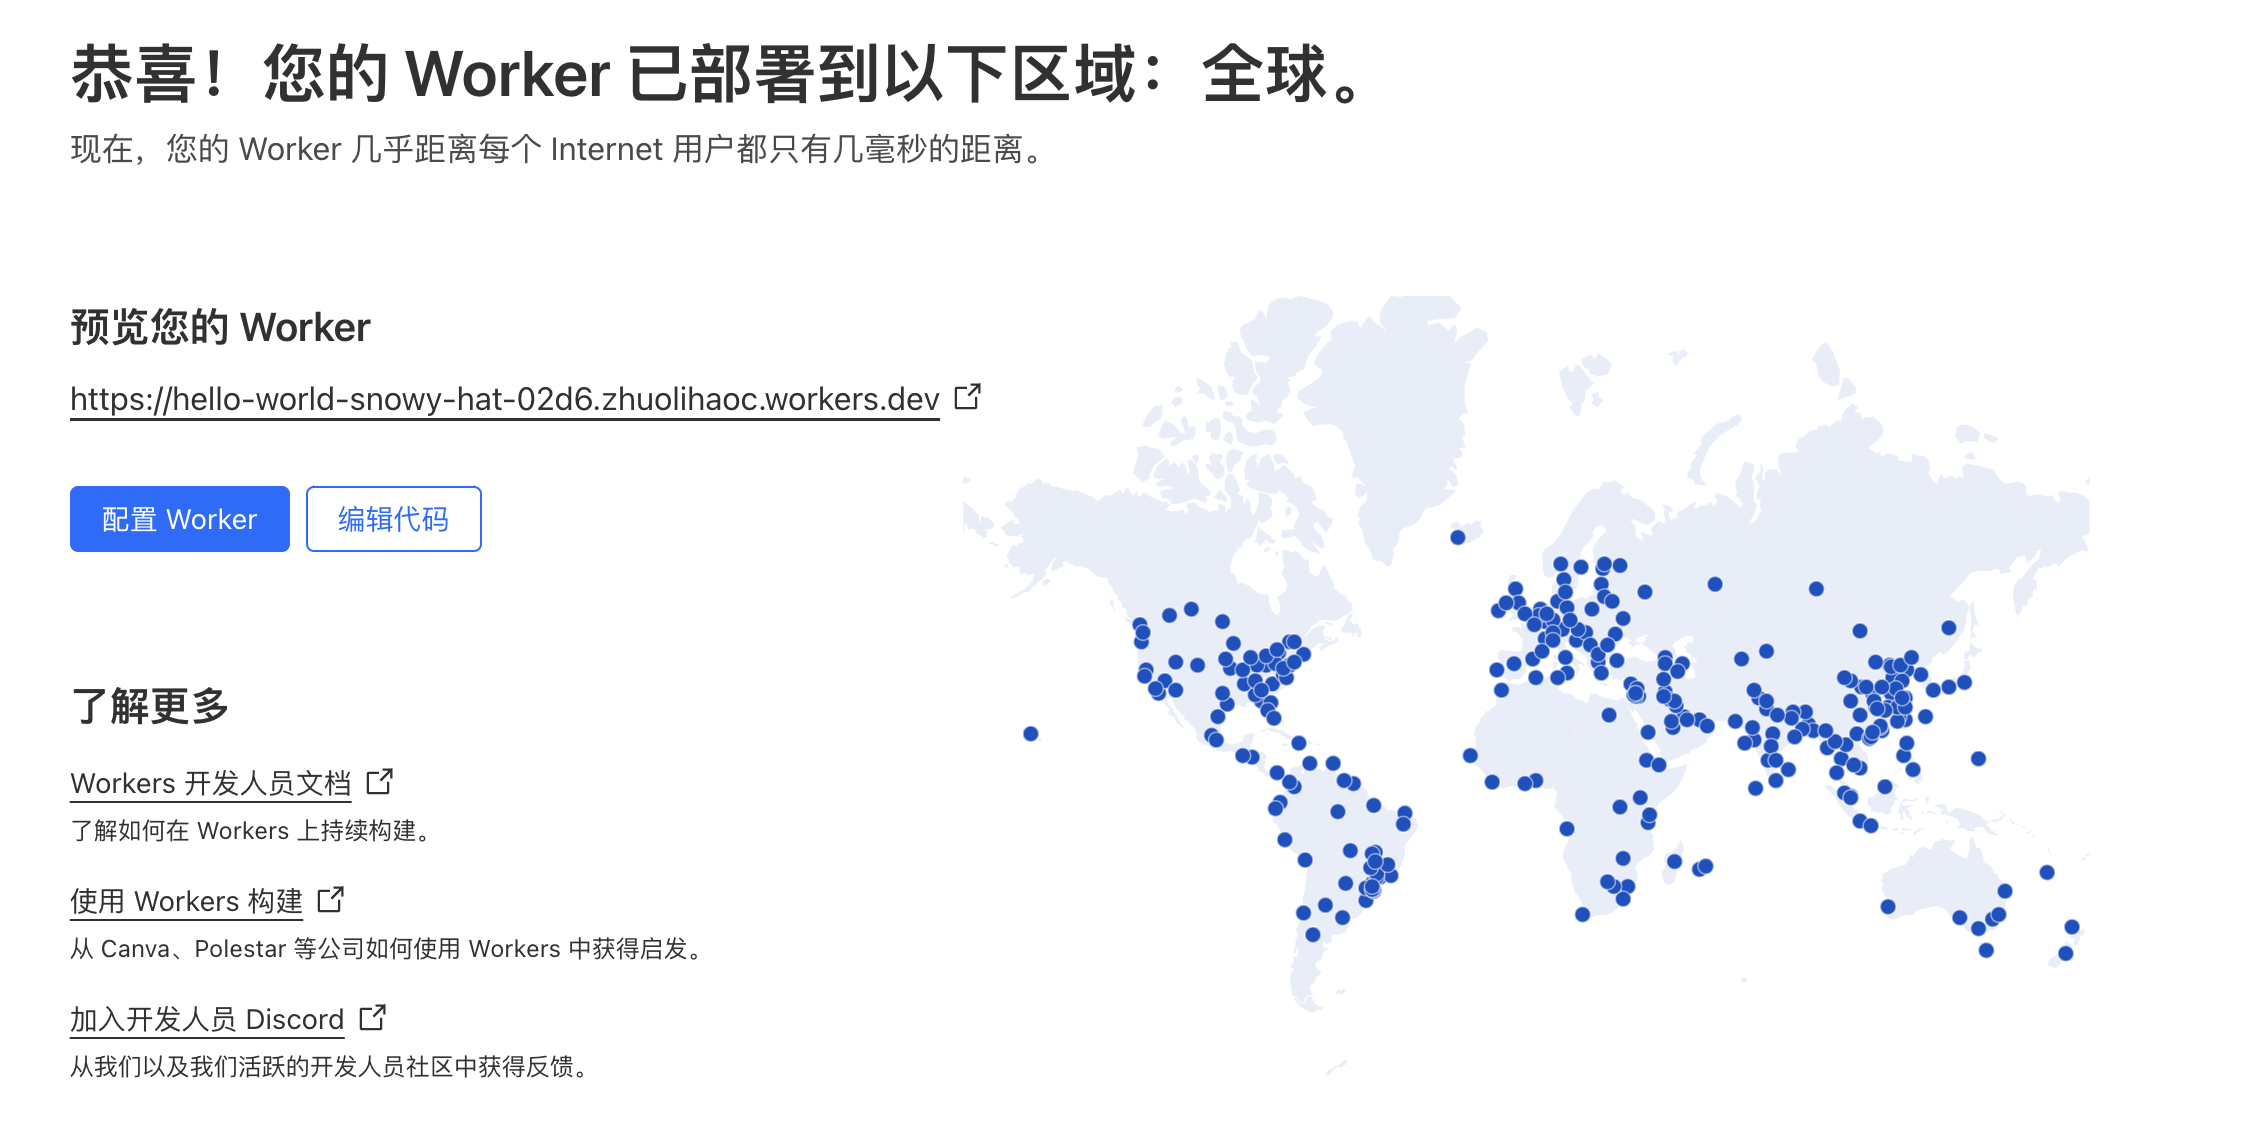 恭喜！您的 Worker 已部署到以下区域：全球。
现在，您的 Worker 几乎距离每个 Internet 用户都只有几毫秒的距离。
预览您的 Worker
https://hello-world-snowy-hat-02d6.zhuolihaoc.workers.dev
配置 Worker
编辑代码
了解更多
Workers 开发人员文档
了解如何在 Workers 上持续构建。
使用 Workers 构建
从 Canva、Polestar 等公司如何使用 Workers 中获得启发。
加入开发人员 Discord
从我们以及我们活跃的开发人员社区中获得反馈。